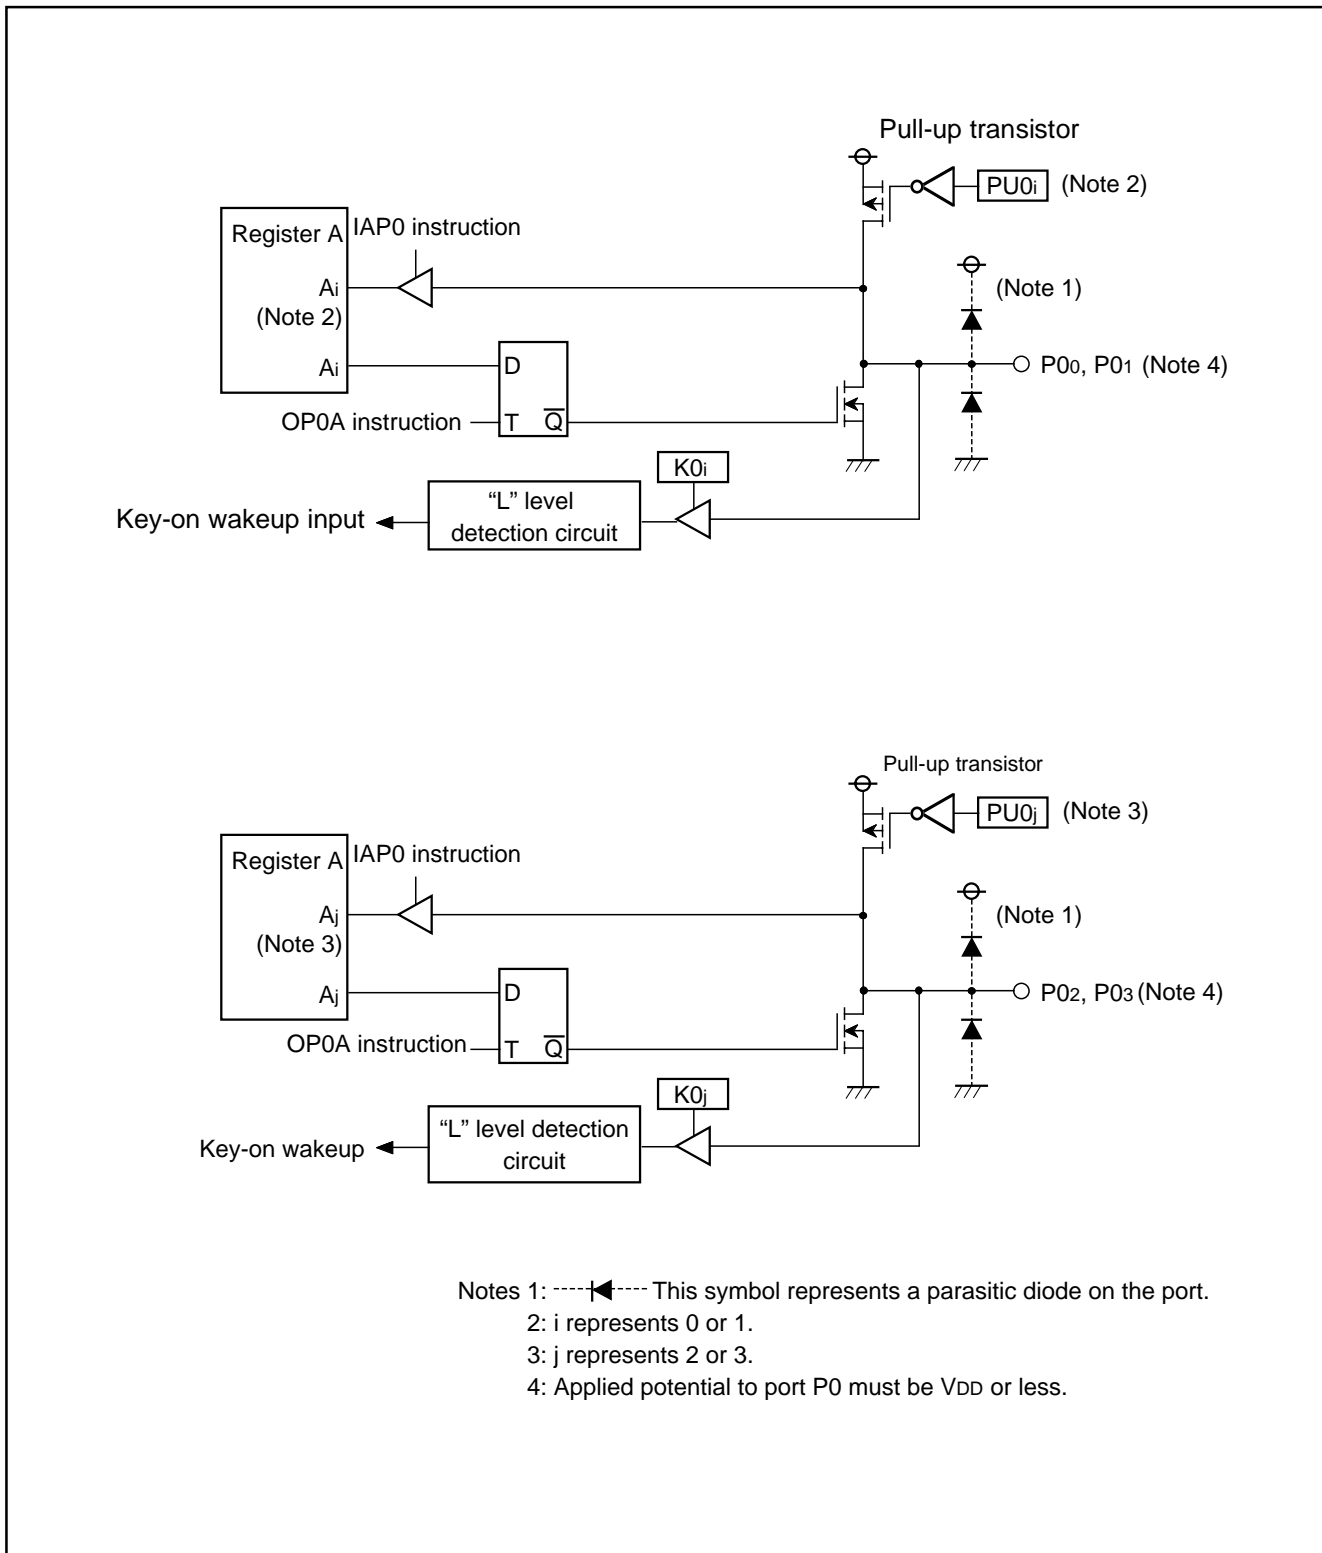 Pull-up transistor
PU0i (Note 2)
Register A
IAP0 instruction
Ai
(Note 2)
(Note 1)
Ai
D
P00, P01 (Note 4)
OP0A instruction
T Q̅
K0i
Key-on wakeup input
“L” level
detection circuit
Pull-up transistor
PU0j (Note 3)
Register A
IAP0 instruction
Aj
(Note 3)
(Note 1)
Aj
D
P02, P03 (Note 4)
OP0A instruction
T Q̅
K0j
Key-on wakeup
“L” level detection
circuit
Notes 1: This symbol represents a parasitic diode on the port.
2: i represents 0 or 1.
3: j represents 2 or 3.
4: Applied potential to port P0 must be VDD or less.